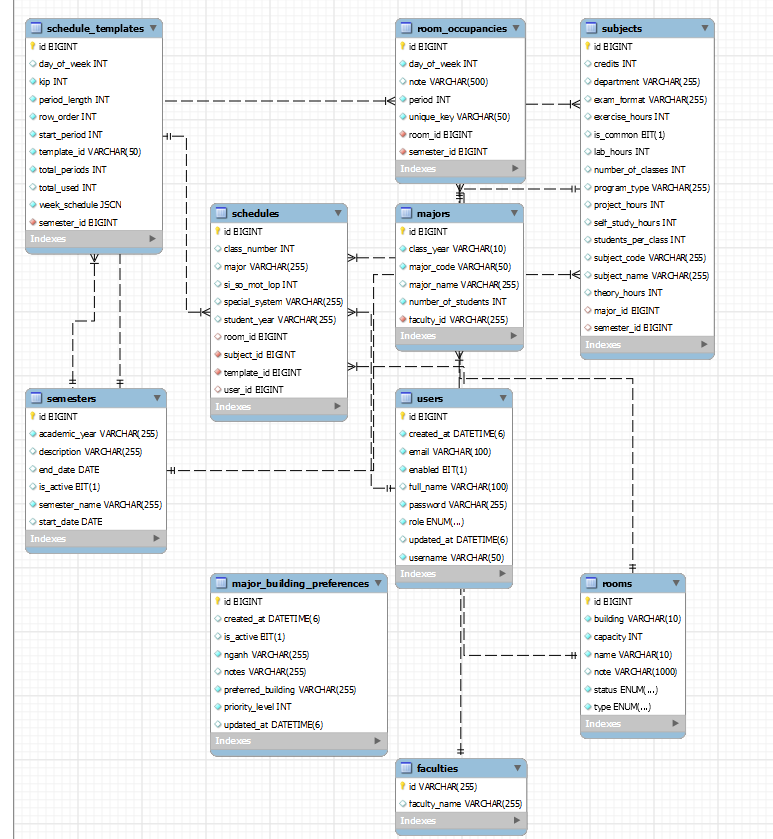 schedule_templates
id BIGINT
day_of_week INT
kip INT
period_length INT
row_order INT
start_period INT
template_id VARCHAR(50)
total_periods INT
total_used INT
week_schedule JSON
semester_id BIGINT
Indexes
room_occupancies
id BIGINT
day_of_week INT
note VARCHAR(500)
period INT
unique_key VARCHAR(50)
room_id BIGINT
semester_id BIGINT
Indexes
subjects
id BIGINT
credits INT
department VARCHAR(255)
exam_format VARCHAR(255)
exercise_hours INT
is_common BIT(1)
lab_hours INT
number_of_classes INT
program_type VARCHAR(255)
project_hours INT
self_study_hours INT
students_per_class INT
subject_code VARCHAR(255)
subject_name VARCHAR(255)
theory_hours INT
major_id BIGINT
semester_id BIGINT
Indexes
schedules
id BIGINT
class_number INT
major VARCHAR(255)
si_so_mot_lop INT
special_system VARCHAR(255)
student_year VARCHAR(255)
room_id BIGINT
subject_id BIGINT
template_id BIGINT
user_id BIGINT
Indexes
majors
id BIGINT
class_year VARCHAR(10)
major_code VARCHAR(50)
major_name VARCHAR(255)
number_of_students INT
faculty_id VARCHAR(255)
Indexes
semesters
id BIGINT
academic_year VARCHAR(255)
description VARCHAR(255)
end_date DATE
is_active BIT(1)
semester_name VARCHAR(255)
start_date DATE
Indexes
users
id BIGINT
created_at DATETIME(6)
email VARCHAR(100)
enabled BIT(1)
full_name VARCHAR(100)
password VARCHAR(255)
role ENUM(...)
updated_at DATETIME(6)
username VARCHAR(50)
Indexes
major_building_preferences
id BIGINT
created_at DATETIME(6)
is_active BIT(1)
nganh VARCHAR(255)
notes VARCHAR(255)
preferred_building VARCHAR(255)
priority_level INT
updated_at DATETIME(6)
Indexes
rooms
id BIGINT
building VARCHAR(10)
capacity INT
name VARCHAR(10)
note VARCHAR(1000)
status ENUM(...)
type ENUM(...)
Indexes
faculties
id VARCHAR(255)
faculty_name VARCHAR(255)
Indexes